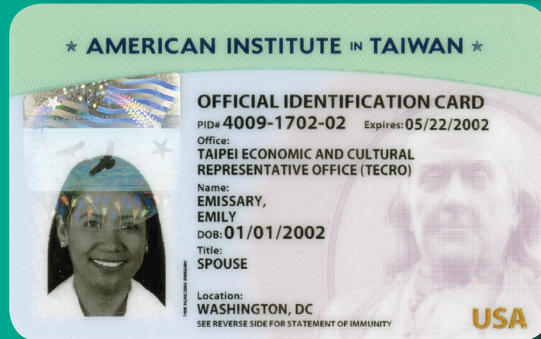 ★ AMERICAN INSTITUTE IN TAIWAN ★
OFFICIAL IDENTIFICATION CARD
PID# 4009-1702-02 Expires: 05/22/2002
Office:
TAIPEI ECONOMIC AND CULTURAL
REPRESENTATIVE OFFICE (TECRO)
Name:
EMISSARY,
EMILY
DOB: 01/01/2002
Title:
SPOUSE
Location:
WASHINGTON, DC
SEE REVERSE SIDE FOR STATEMENT OF IMMUNITY
USA